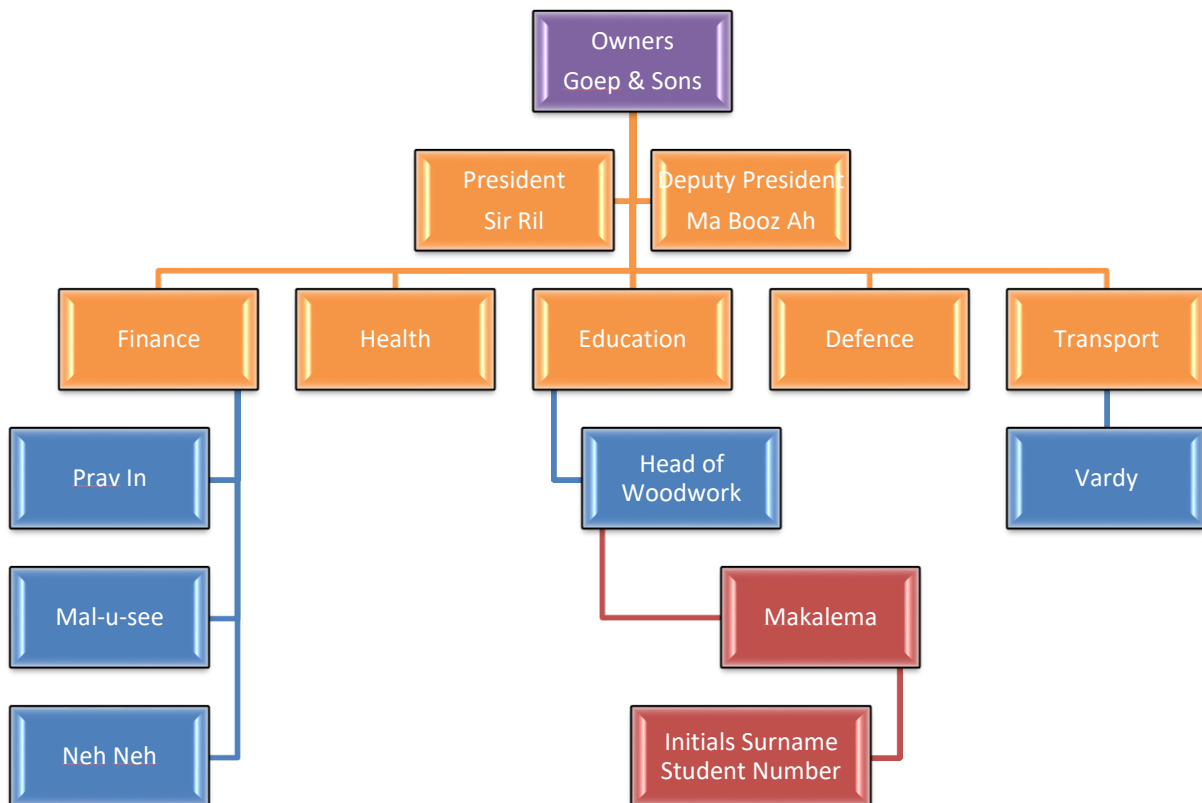 Owners
Goep & Sons
President
Sir Ril
Deputy President
Ma Booz Ah
Finance
Health
Education
Defence
Transport
Prav In
Head of
Woodwork
Vardy
Mal-u-see
Makalema
Neh Neh
Initials Surname
Student Number